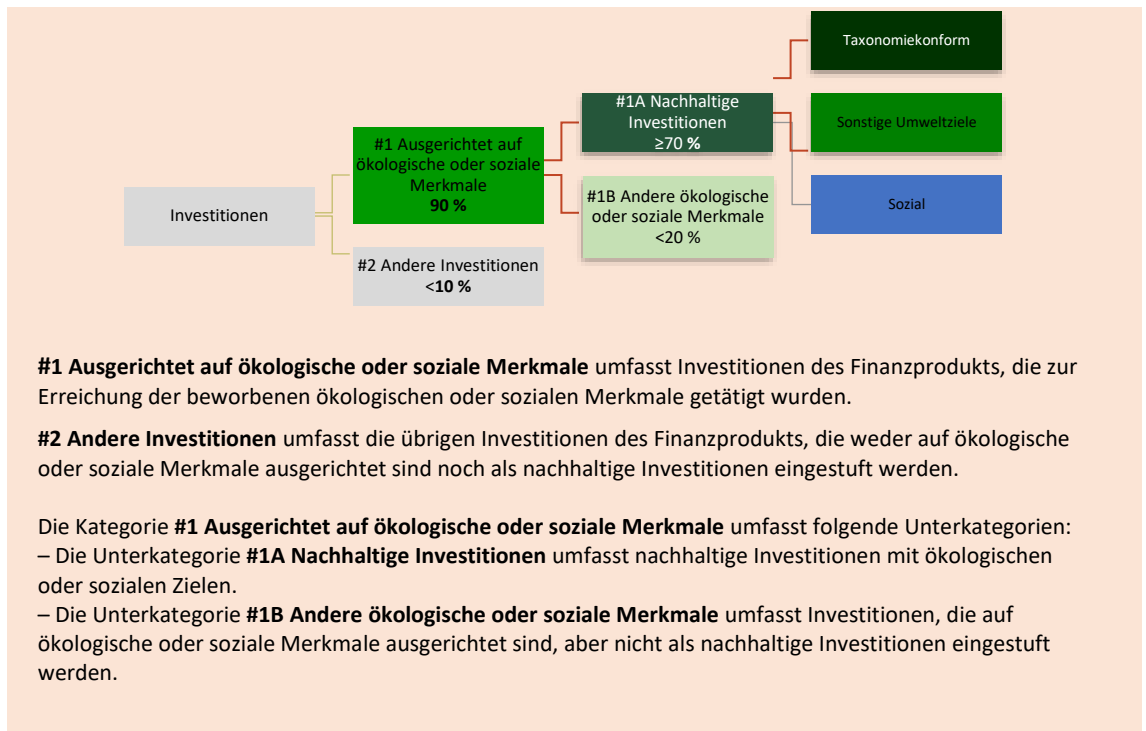 Taxonomiekonform
#1A Nachhaltige
Investitionen
≥70 %
Sonstige Umweltziele
#1 Ausgerichtet auf
ökologische oder soziale
Merkmale
90 %
#1B Andere ökologische
oder soziale Merkmale
<20 %
Sozial
Investitionen
#2 Andere Investitionen
<10 %
#1 Ausgerichtet auf ökologische oder soziale Merkmale umfasst Investitionen des Finanzprodukts, die zur
Erreichung der beworbenen ökologischen oder sozialen Merkmale getätigt wurden.
#2 Andere Investitionen umfasst die übrigen Investitionen des Finanzprodukts, die weder auf ökologische
oder soziale Merkmale ausgerichtet sind noch als nachhaltige Investitionen eingestuft werden.
Die Kategorie #1 Ausgerichtet auf ökologische oder soziale Merkmale umfasst folgende Unterkategorien:
– Die Unterkategorie #1A Nachhaltige Investitionen umfasst nachhaltige Investitionen mit ökologischen
oder sozialen Zielen.
– Die Unterkategorie #1B Andere ökologische oder soziale Merkmale umfasst Investitionen, die auf
ökologische oder soziale Merkmale ausgerichtet sind, aber nicht als nachhaltige Investitionen eingestuft
werden.